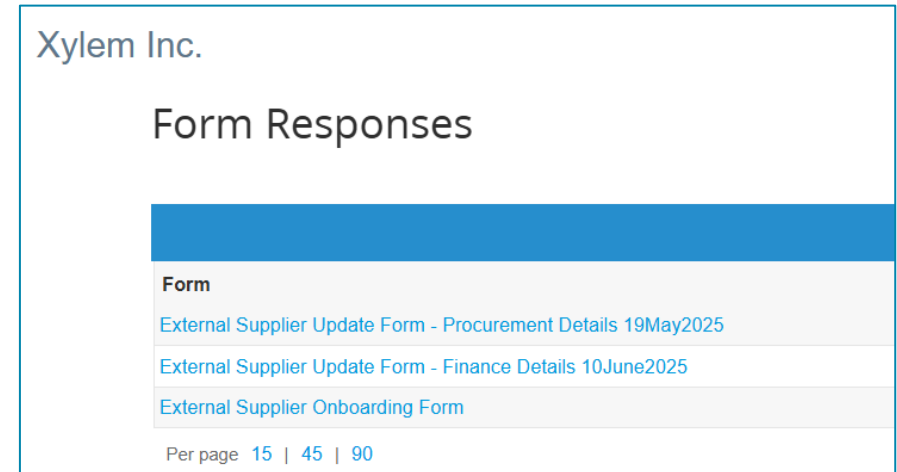 Xylem Inc.
Form Responses
Form
External Supplier Update Form - Procurement Details 19May2025
External Supplier Update Form - Finance Details 10June2025
External Supplier Onboarding Form
Per page 15 | 45 | 90